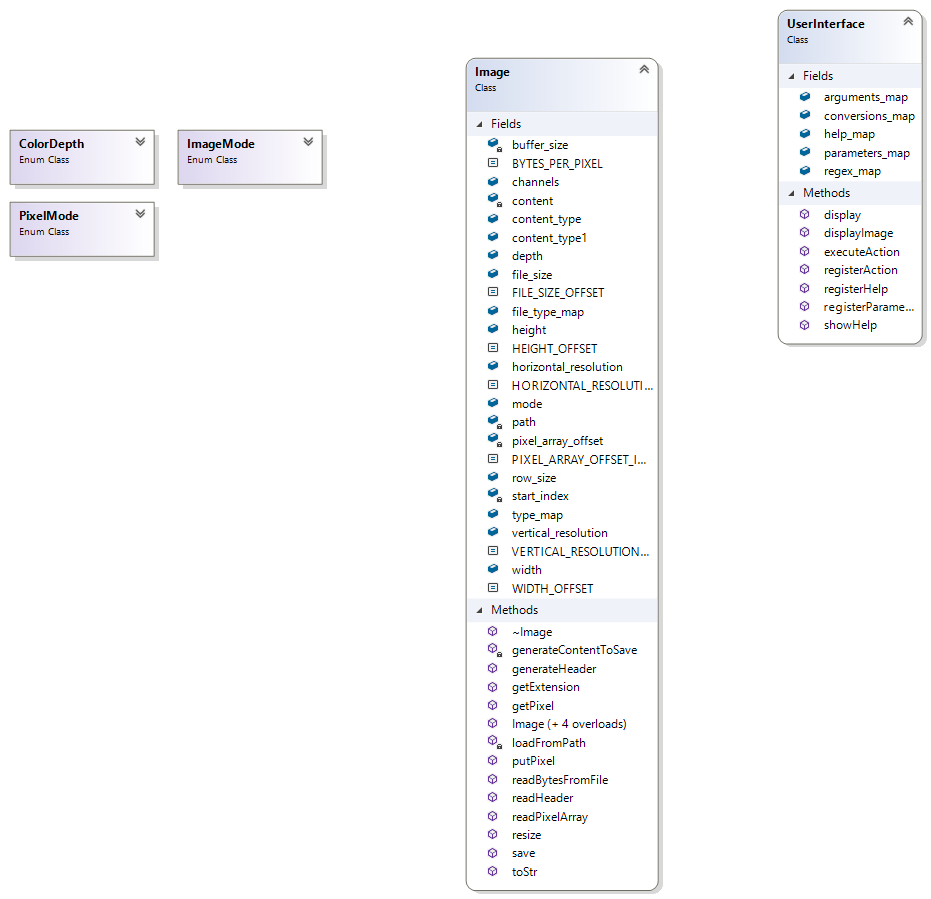 ColorDepth
Enum Class
ImageMode
Enum Class
PixelMode
Enum Class
Image
Class
Fields
buffer_size
BYTES_PER_PIXEL
channels
content
content_type
content_type1
depth
file_size
FILE_SIZE_OFFSET
file_type_map
height
HEIGHT_OFFSET
horizontal_resolution
HORIZONTAL_RESOLUTI...
mode
path
pixel_array_offset
PIXEL_ARRAY_OFFSET_I...
row_size
start_index
type_map
vertical_resolution
VERTICAL_RESOLUTION...
width
WIDTH_OFFSET
Methods
~Image
generateContentToSave
generateHeader
getExtension
getPixel
Image (+ 4 overloads)
loadFromPath
putPixel
readBytesFromFile
readHeader
readPixelArray
resize
save
toStr
UserInterface
Class
Fields
arguments_map
conversions_map
help_map
parameters_map
regex_map
Methods
display
displayImage
executeAction
registerAction
registerHelp
registerParame...
showHelp